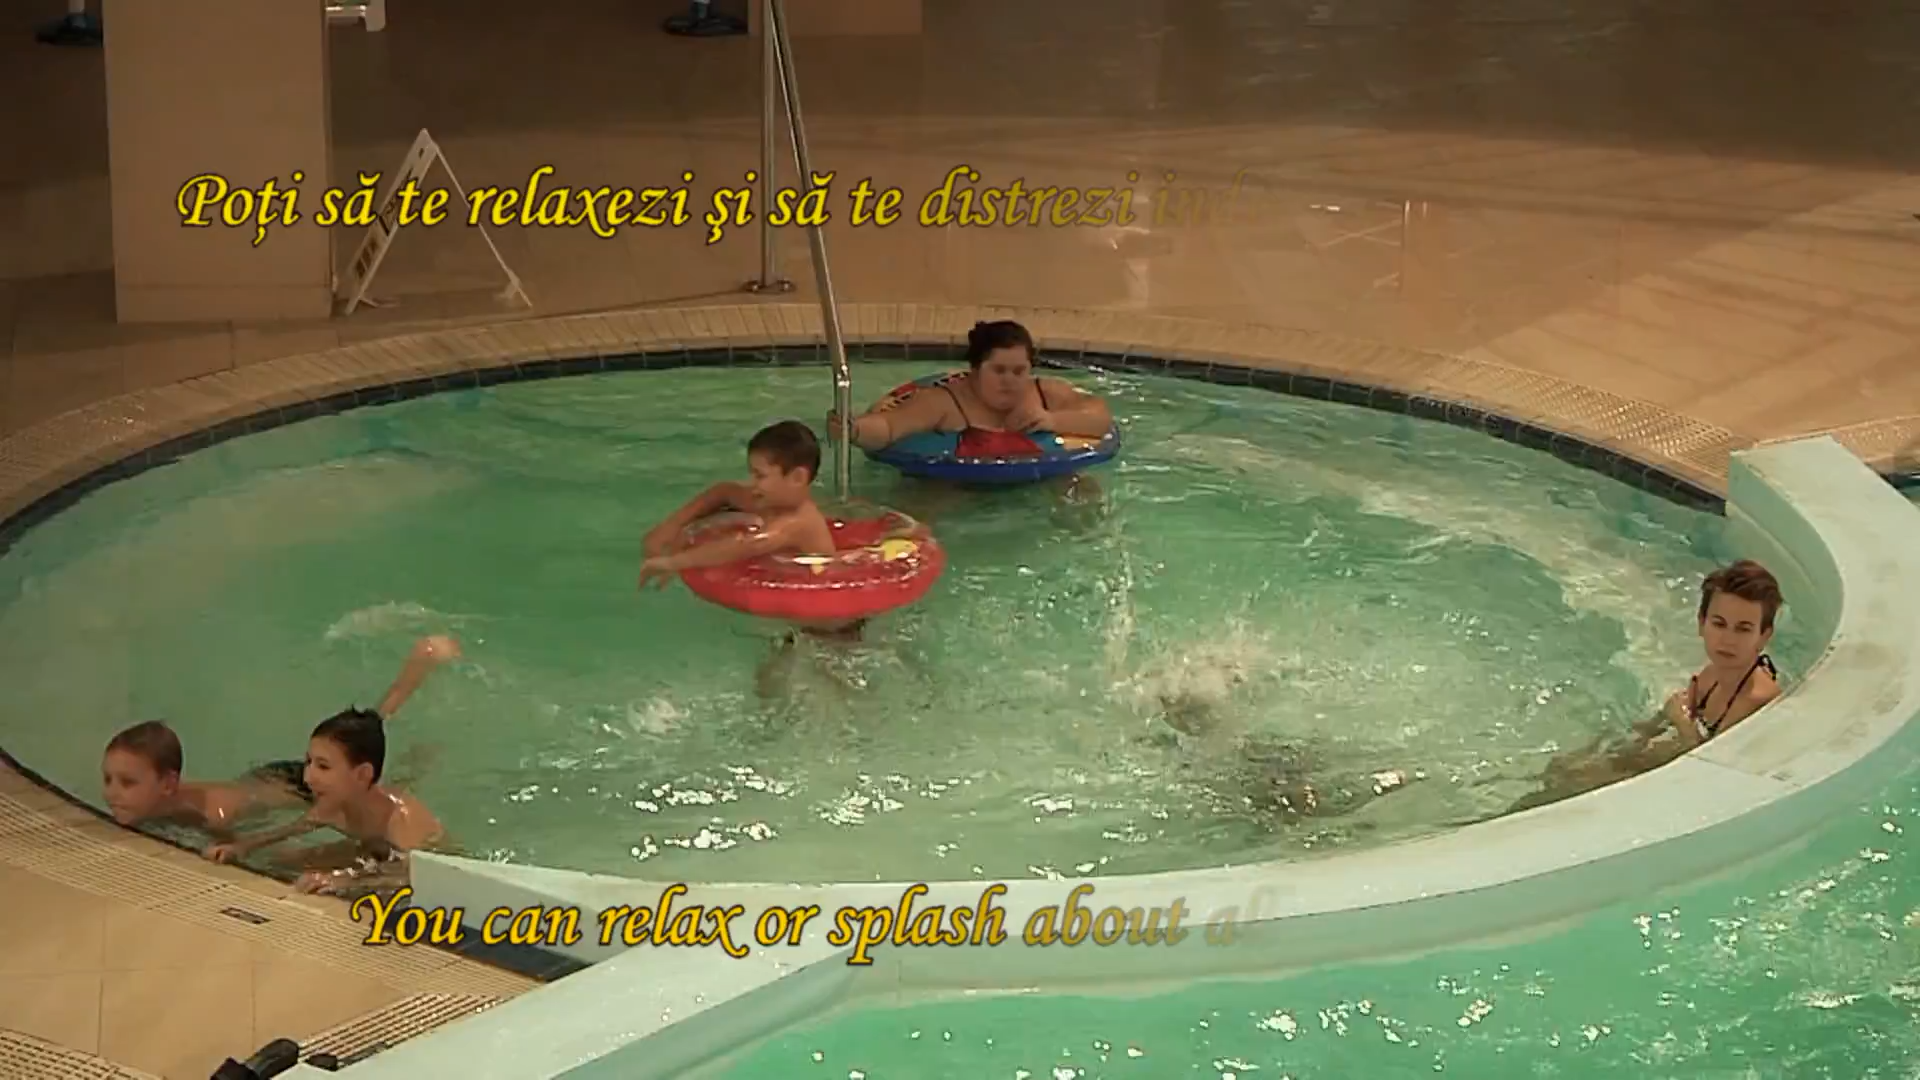 Poți să te relaxezi şi să te distrezi
You can relax or splash about